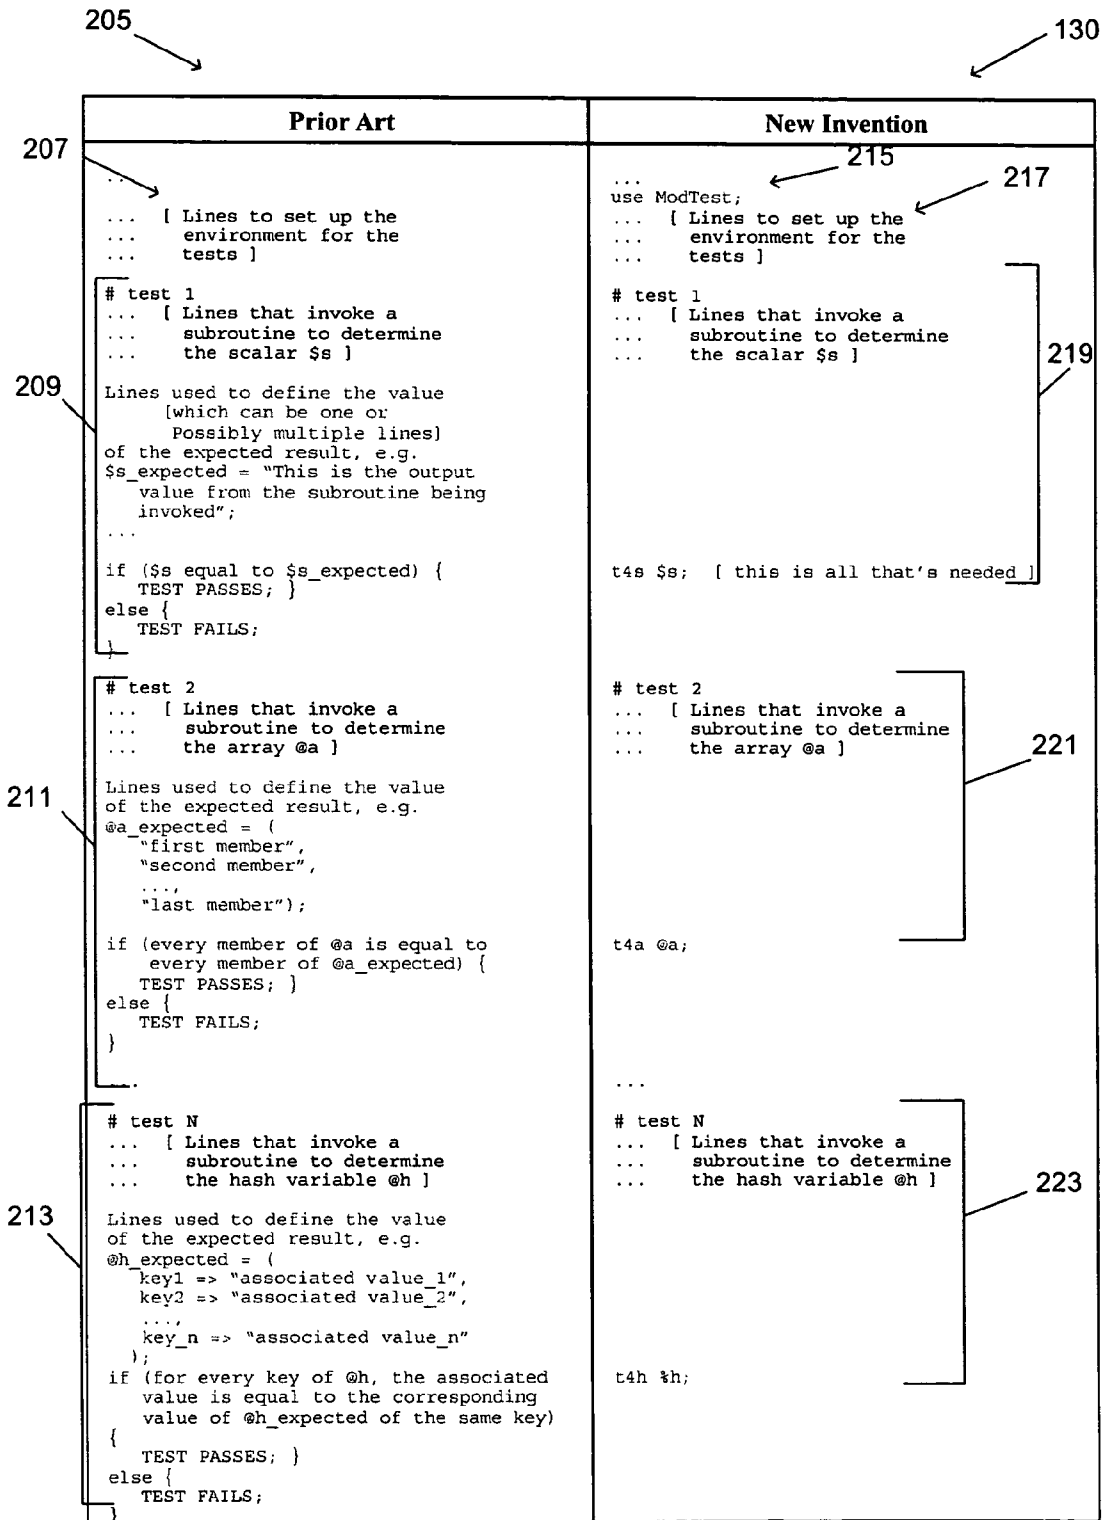 205
130
Prior Art
207
...
... [ Lines to set up the
... environment for the
... tests ]
209
# test 1
... [ Lines that invoke a
... subroutine to determine
... the scalar $s ]
Lines used to define the value
[which can be one or
Possibly multiple lines]
of the expected result, e.g.
$s_expected = "This is the output
value from the subroutine being
invoked";
...
if ($s equal to $s_expected) {
TEST PASSES; }
else {
TEST FAILS;
}
211
# test 2
... [ Lines that invoke a
... subroutine to determine
... the array @a ]
Lines used to define the value
of the expected result, e.g.
@a_expected = (
"first member",
"second member",
...,
"last member");
if (every member of @a is equal to
every member of @a_expected) {
TEST PASSES; }
else {
TEST FAILS;
}
...
213
# test N
... [ Lines that invoke a
... subroutine to determine
... the hash variable @h ]
Lines used to define the value
of the expected result, e.g.
@h_expected = (
key1 => "associated value_1",
key2 => "associated value_2",
...,
key_n => "associated value_n"
);
if (for every key of @h, the associated
value is equal to the corresponding
value of @h_expected of the same key)
{
TEST PASSES; }
else {
TEST FAILS;
}
New Invention
215
217
...
use ModTest;
... [ Lines to set up the
... environment for the
... tests ]
219
# test 1
... [ Lines that invoke a
... subroutine to determine
... the scalar $s ]
t4s $s; [ this is all that's needed ]
221
# test 2
... [ Lines that invoke a
... subroutine to determine
... the array @a ]
t4a @a;
...
223
# test N
... [ Lines that invoke a
... subroutine to determine
... the hash variable @h ]
t4h %h;